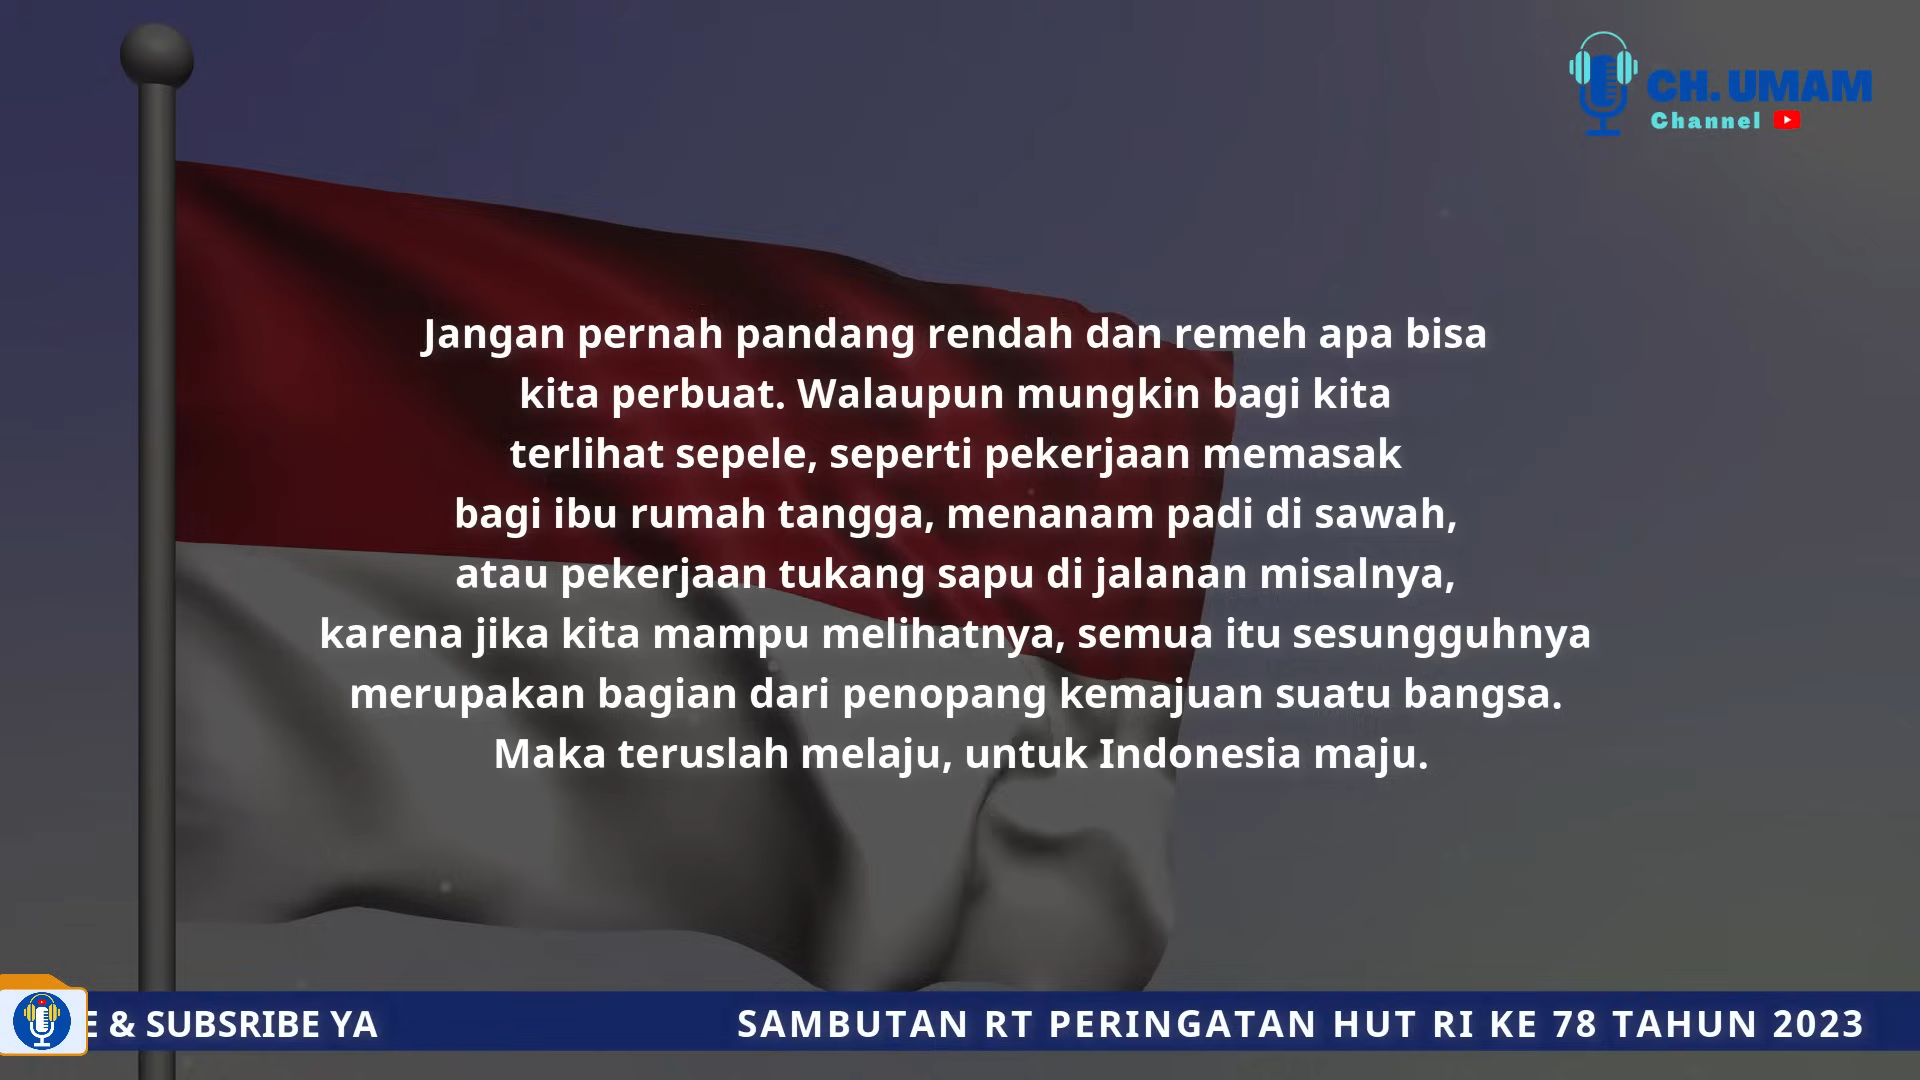 CH. UMAM
Channel
Jangan pernah pandang rendah dan remeh apa bisa
kita perbuat. Walaupun mungkin bagi kita
terlihat sepele, seperti pekerjaan memasak
bagi ibu rumah tangga, menanam padi di sawah,
atau pekerjaan tukang sapu di jalanan misalnya,
karena jika kita mampu melihatnya, semua itu sesungguhnya
merupakan bagian dari penopang kemajuan suatu bangsa.
Maka teruslah melaju, untuk Indonesia maju.
E & SUBSRIBE YA
SAMBUTAN RT PERINGATAN HUT RI KE 78 TAHUN 2023